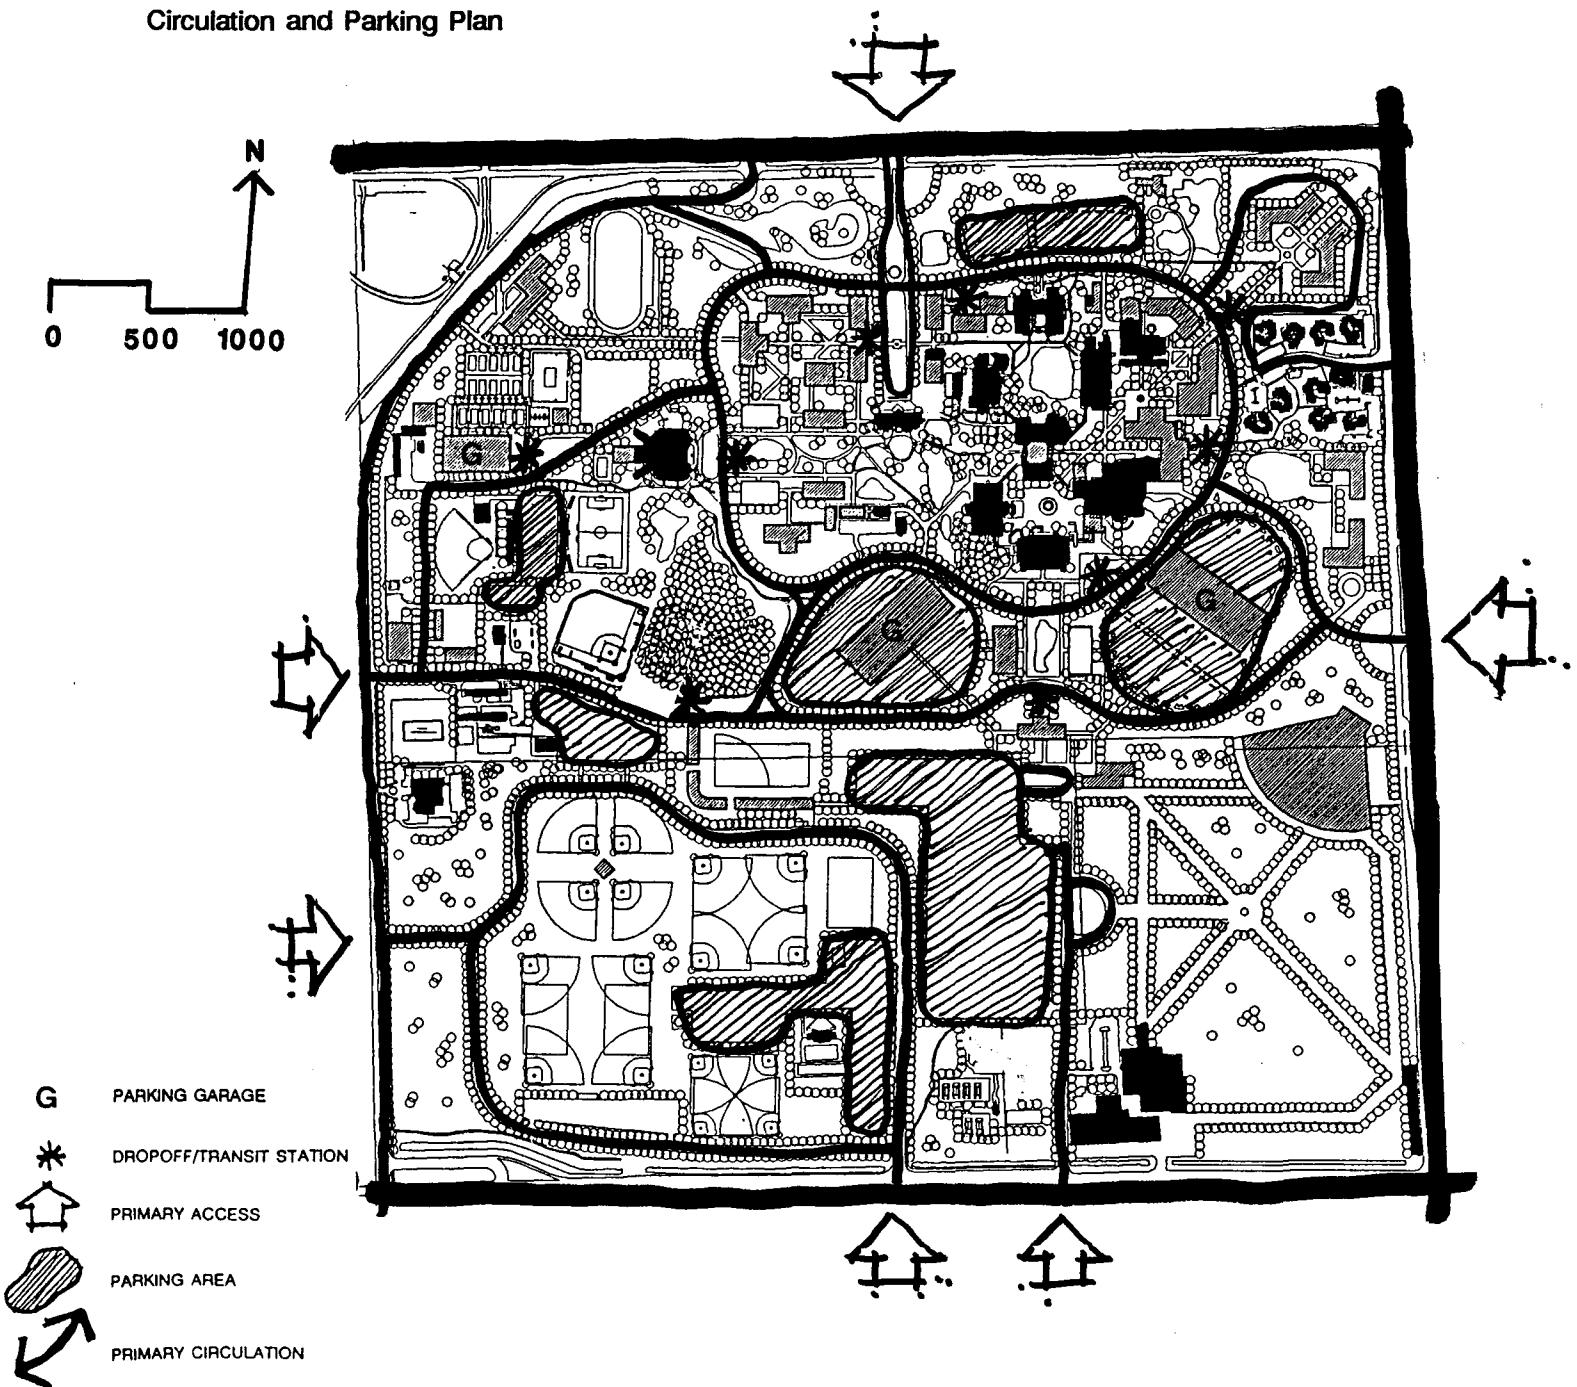 Circulation and Parking Plan
N
0 500 1000
G
G
G
G PARKING GARAGE
DROPOFF/TRANSIT STATION
PRIMARY ACCESS
PARKING AREA
PRIMARY CIRCULATION